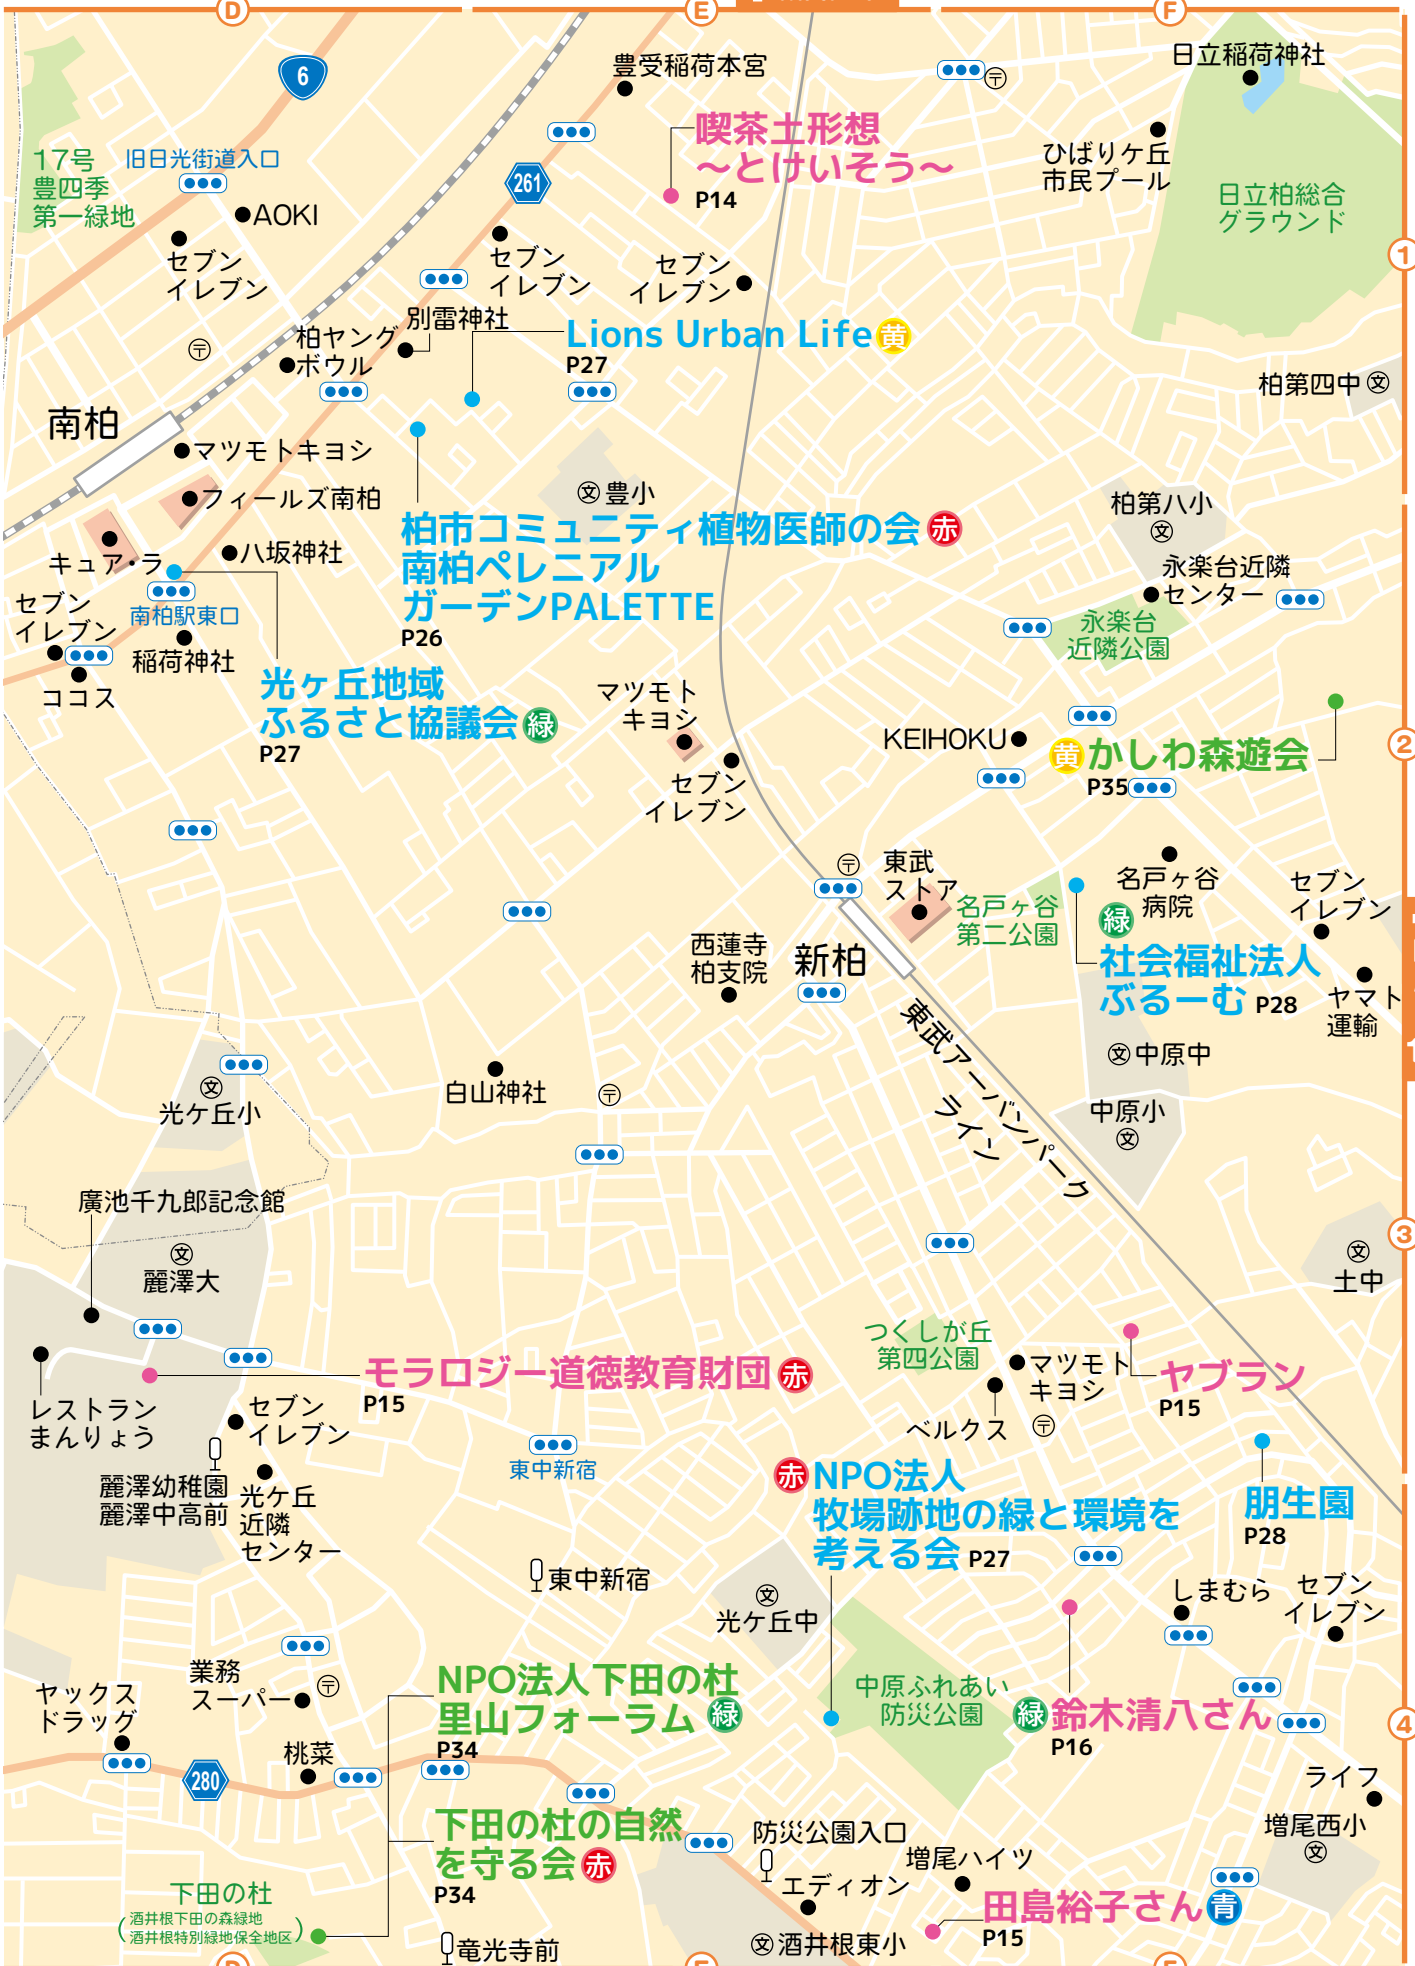 D
E
F
6
豊受稲荷本宮
日立稲荷神社
喫茶土形想
～とけいそう～
P14
ひばりケ丘
市民プール
日立柏総合
グラウンド
17号
豊四季
第一緑地
旧日光街道入口
261
AOKI
セブン
イレブン
セブン
イレブン
セブン
イレブン
1
柏ヤング
ボウル
別雷神社
Lions Urban Life 黄
P27
柏第四中 文
南柏
マツモトキヨシ
フィールズ南柏
文 豊小
柏第八小
文
柏市コミュニティ植物医師の会 赤
南柏ペレニアル
ガーデンPALETTE
P26
キュア・ラ
八坂神社
永楽台近隣
センター
永楽台
近隣公園
セブン
イレブン
南柏駅東口
稲荷神社
ココス
光ヶ丘地域
ふるさと協議会 緑
P27
マツモト
キヨシ
セブン
イレブン
KEIHOKU
黄 かしわ森遊会
P35
2
東武
ストア
名戸ヶ谷
第二公園
名戸ヶ谷
病院
セブン
イレブン
緑
社会福祉法人
ぶるーむ P28
ヤマト
運輸
西蓮寺
柏支院
新柏
東武アーバンパーク
ライン
文 中原中
中原小
文
白山神社
文
光ケ丘小
廣池千九郎記念館
文
麗澤大
3
文
土中
つくしが丘
第四公園
マツモト
キヨシ
ベルクス
ヤブラン
P15
モラロジー道徳教育財団 赤
P15
レストラン
まんりょう
セブン
イレブン
麗澤幼稚園
麗澤中高前
光ケ丘
近隣
センター
東中新宿
東中新宿
赤 NPO法人
牧場跡地の緑と環境を
考える会 P27
朋生園
P28
文
光ケ丘中
しまむら
セブン
イレブン
中原ふれあい
防災公園
緑 鈴木清八さん
P16
4
業務
スーパー
ヤックス
ドラッグ
280
桃菜
NPO法人下田の杜
里山フォーラム 緑
P34
下田の杜の自然
を守る会 赤
P34
ライフ
増尾西小
文
防災公園入口
エディオン
増尾ハイツ
田島裕子さん 青
P15
下田の杜
(酒井根下田の森緑地
酒井根特別緑地保全地区)
竜光寺前
文 酒井根東小